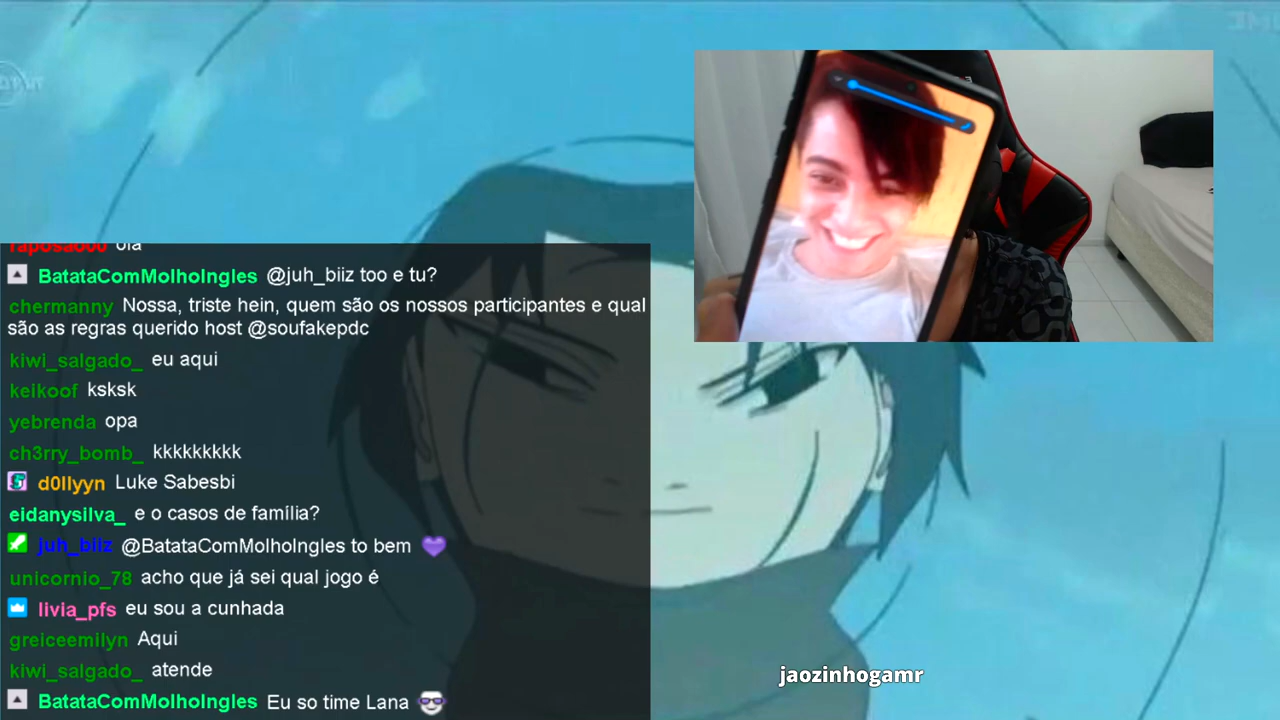 raposa000 ola
BatataComMolhoIngles @juh_biiz too e tu?
chermanny Nossa, triste hein, quem são os nossos participantes e qual
são as regras querido host @soufakepdc
kiwi_salgado_ eu aqui
keikoof ksksk
yebrenda opa
ch3rry_bomb_ kkkkkkkkk
d0llyyn Luke Sabesbi
eidanysilva_ e o casos de família?
juh_biiz @BatataComMolhoIngles to bem
unicornio_78 acho que já sei qual jogo é
livia_pfs eu sou a cunhada
greiceemilyn Aqui
kiwi_salgado_ atende
BatataComMolhoIngles Eu so time Lana
jaozinhogamr